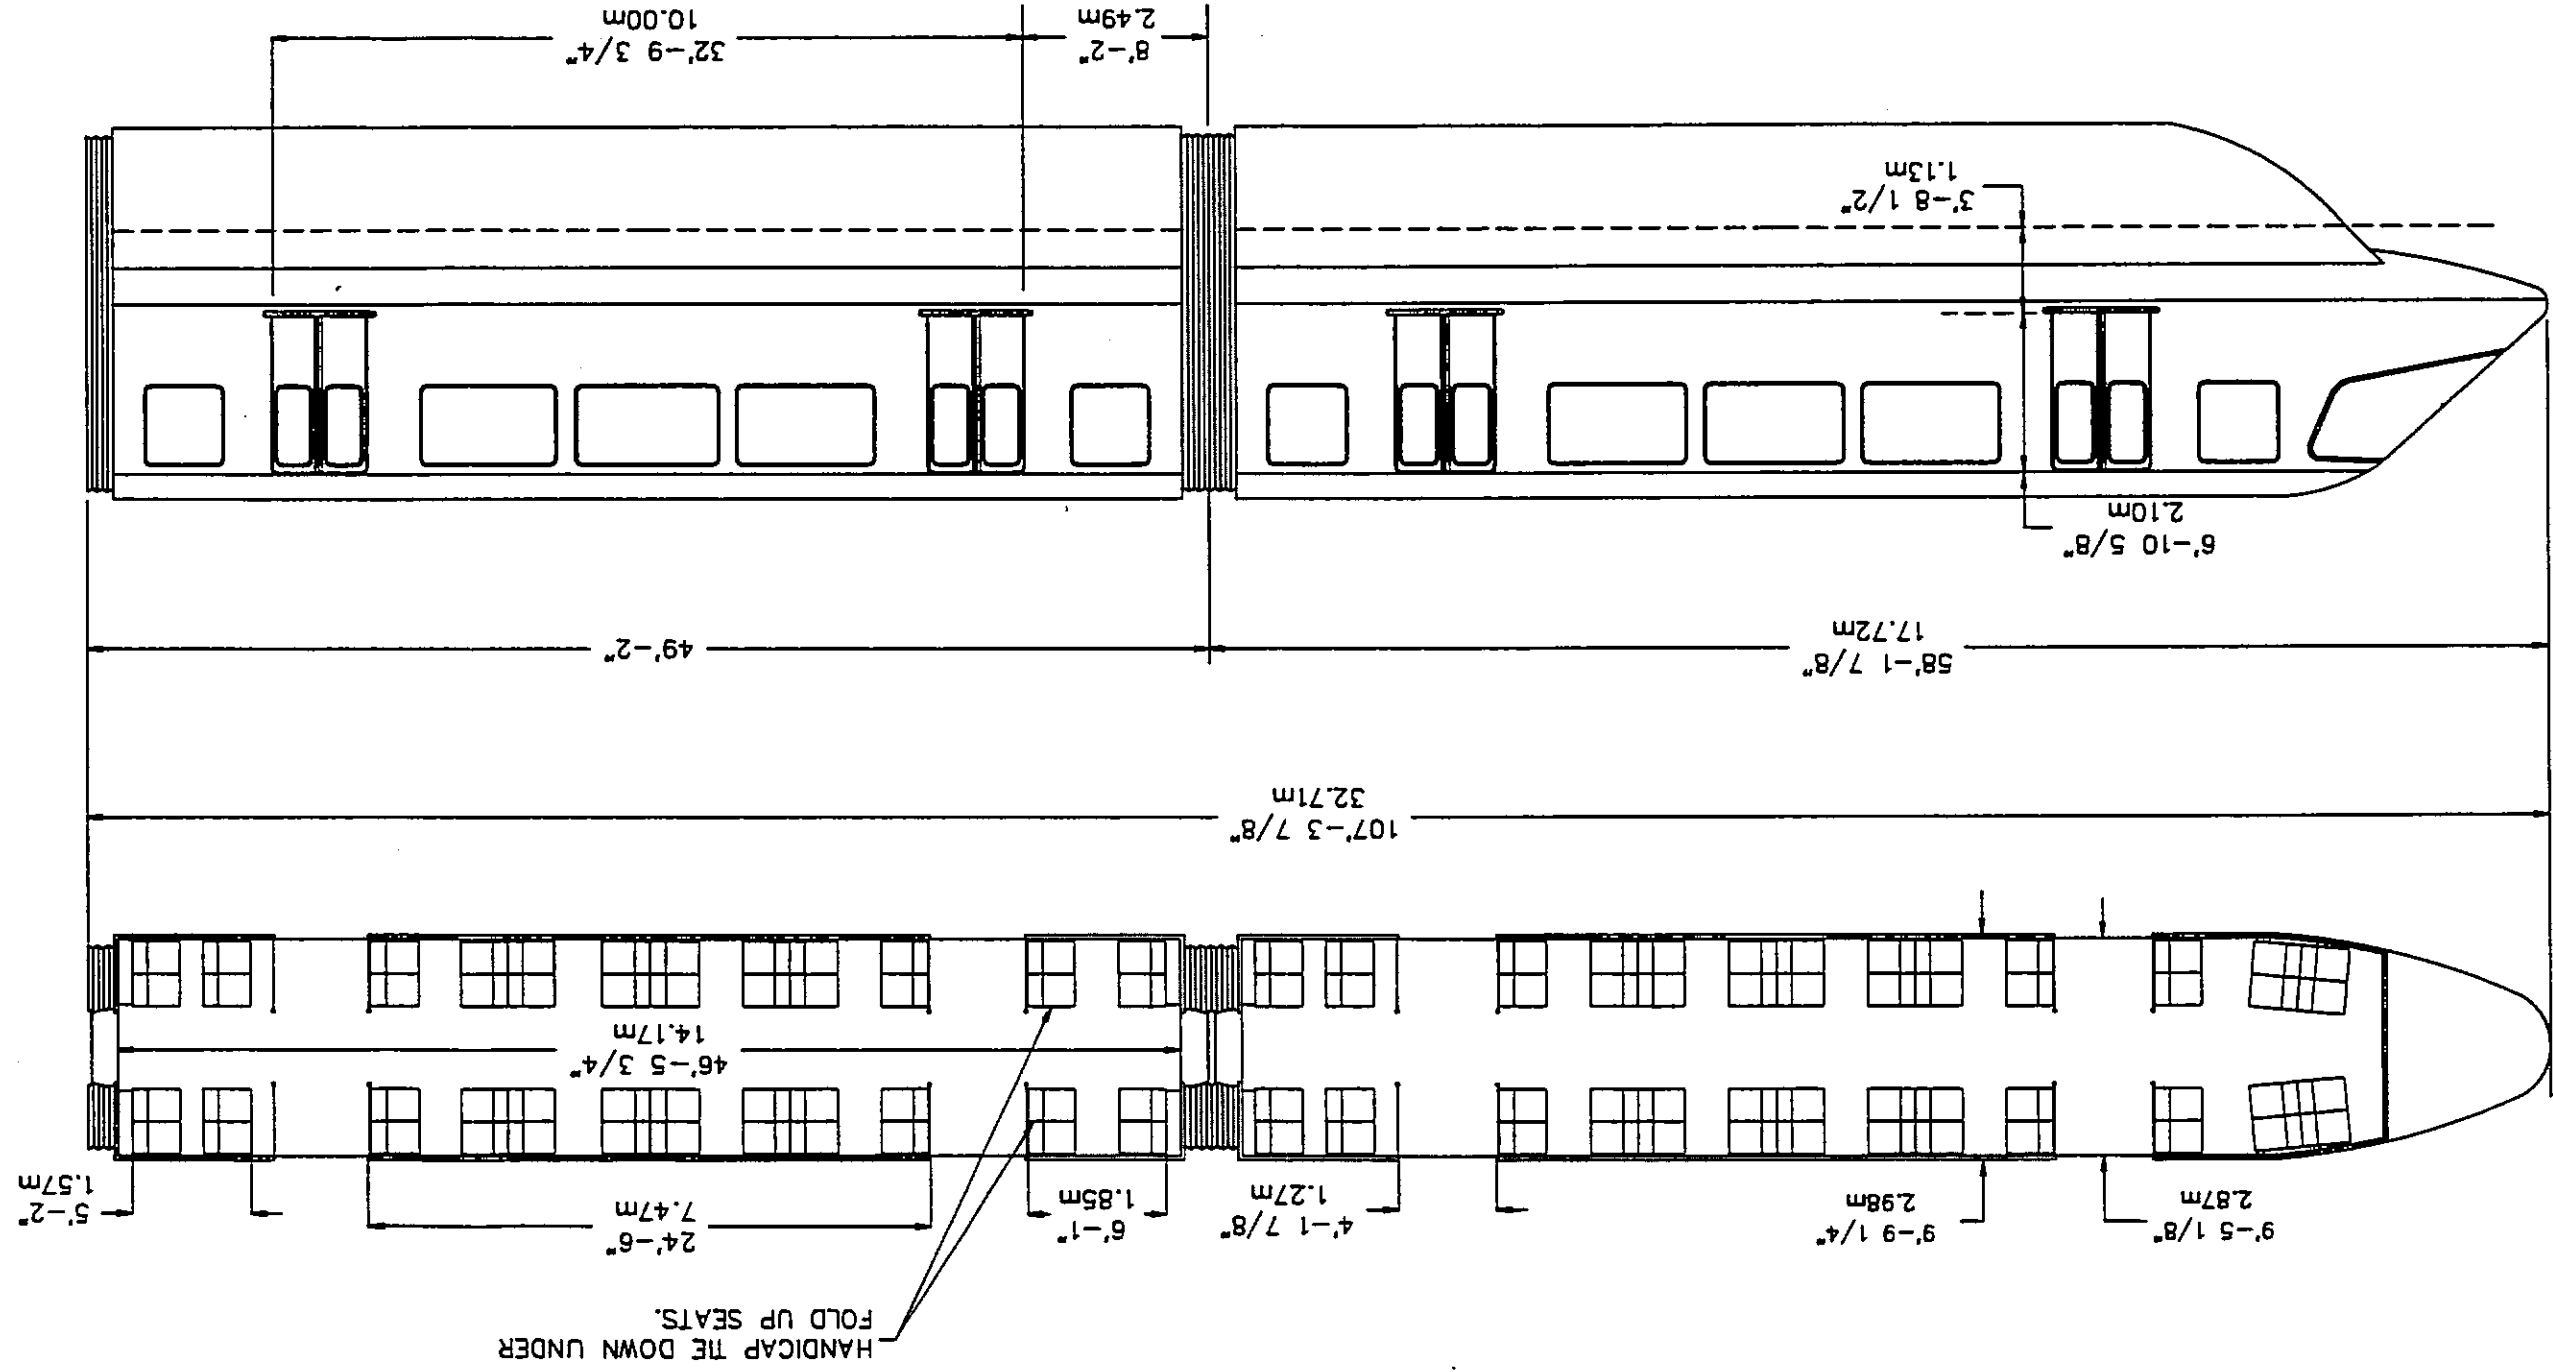 HANDICAP TIE DOWN UNDER
FOLD UP SEATS.
9'-5 1/8"
2.87m
9'-9 1/4"
2.98m
4'-1 7/8"
1.27m
6'-1"
1.85m
24'-6"
7.47m
5'-2"
1.57m
46'-5 3/4"
14.17m
107'-3 7/8"
32.71m
58'-1 7/8"
17.72m
49'-2"
6'-10 5/8"
2.10m
3'-8 1/2"
1.13m
8'-2"
2.49m
32'-9 3/4"
10.00m